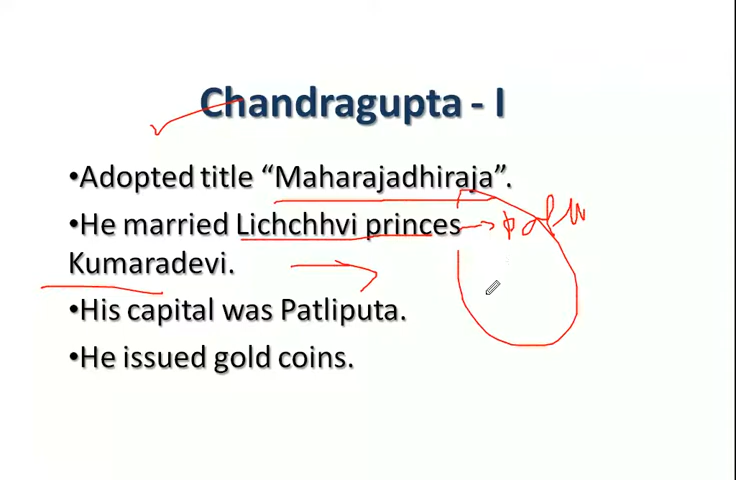 Chandragupta - I
•Adopted title “Maharajadhiraja”.
•He married Lichchhvi princes
Kumaradevi.
•His capital was Patliputa.
•He issued gold coins.